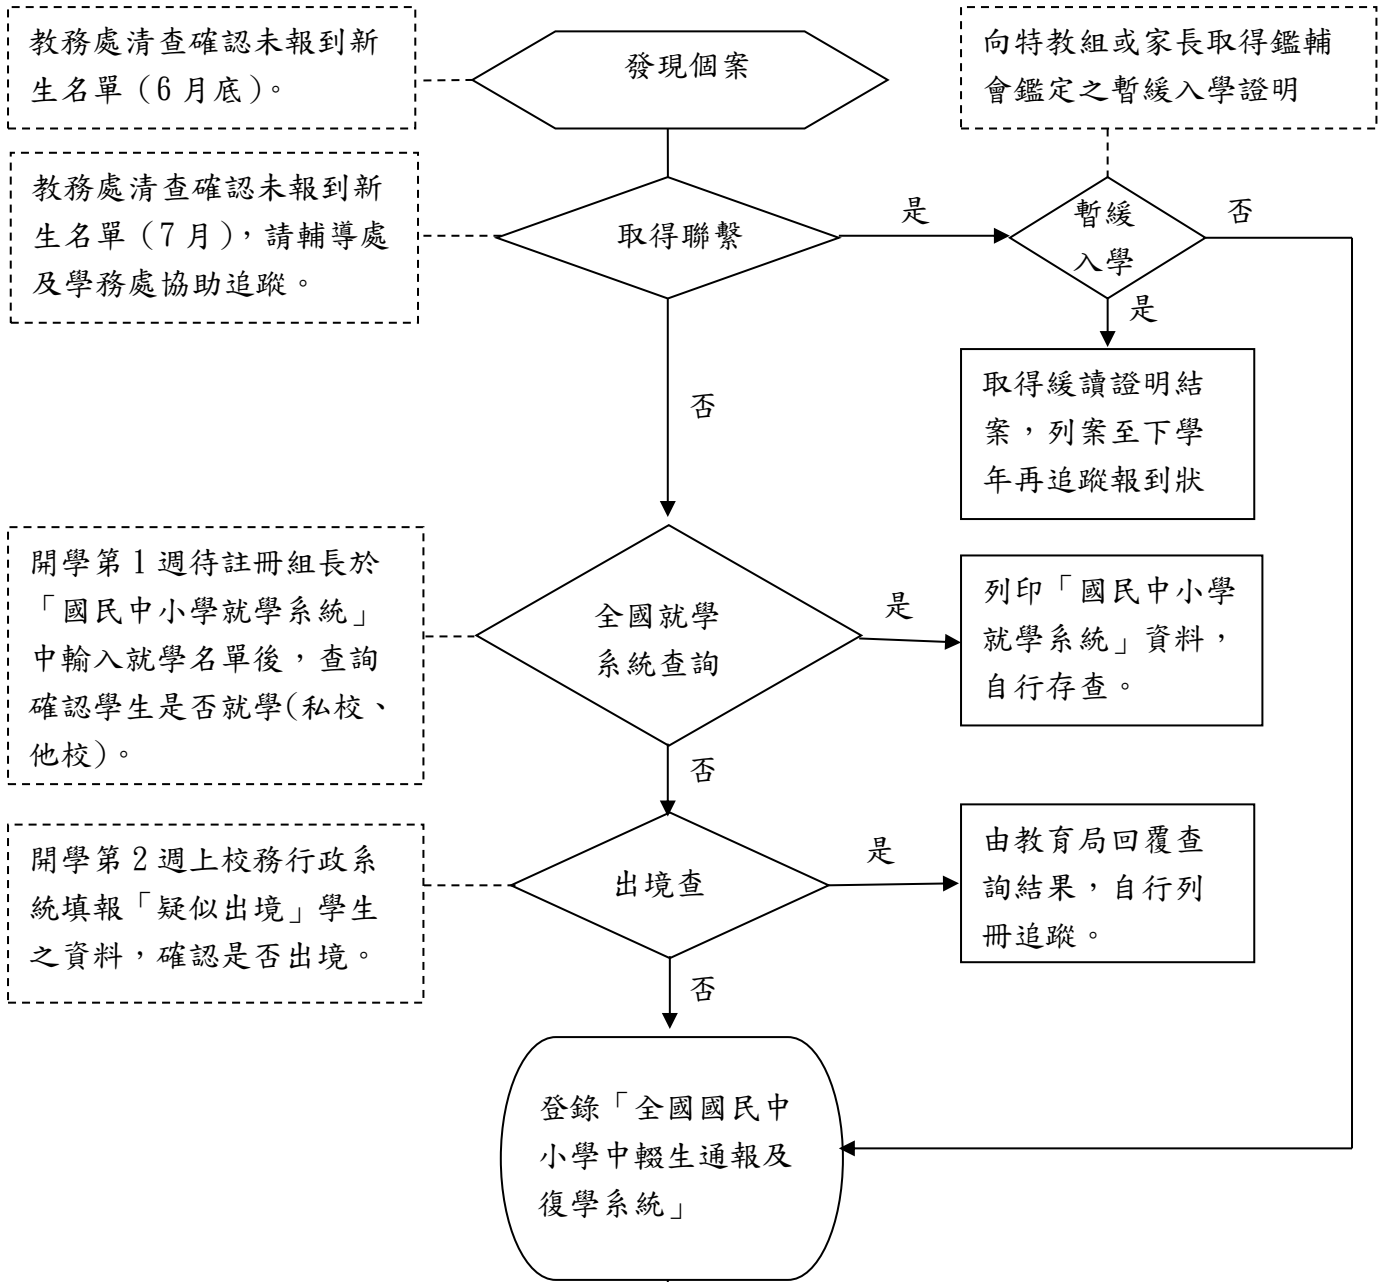 教務處清查確認未報到新
生名單（6 月底）。
發現個案
向特教組或家長取得鑑輔
會鑑定之暫緩入學證明
教務處清查確認未報到新
生名單（7 月），請輔導處
及學務處協助追蹤。
取得聯繫
是
暫緩
入學
否
是
取得緩讀證明結
案，列案至下學
年再追蹤報到狀
否
開學第 1 週待註冊組長於
「國民中小學就學系統」
中輸入就學名單後，查詢
確認學生是否就學(私校、
他校)。
全國就學
系統查詢
是
列印「國民中小學
就學系統」資料，
自行存查。
否
開學第 2 週上校務行政系
統填報「疑似出境」學生
之資料，確認是否出境。
出境查
是
由教育局回覆查
詢結果，自行列
冊追蹤。
否
登錄「全國國民中
小學中輟生通報及
復學系統」